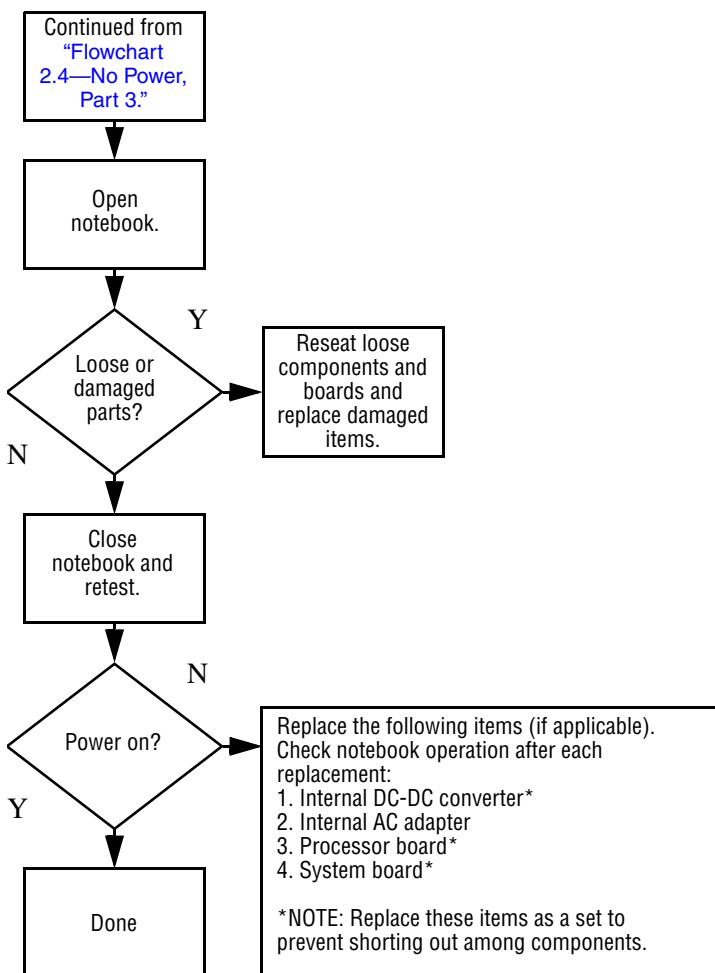 Continued from
“Flowchart
2.4—No Power,
Part 3.”
Open
notebook.
Y
Loose or
damaged
parts?
Reseat loose
components and
boards and
replace damaged
items.
N
Close
notebook and
retest.
N
Power on?
Replace the following items (if applicable).
Check notebook operation after each
replacement:
1. Internal DC-DC converter*
2. Internal AC adapter
3. Processor board*
4. System board*
*NOTE: Replace these items as a set to
prevent shorting out among components.
Y
Done